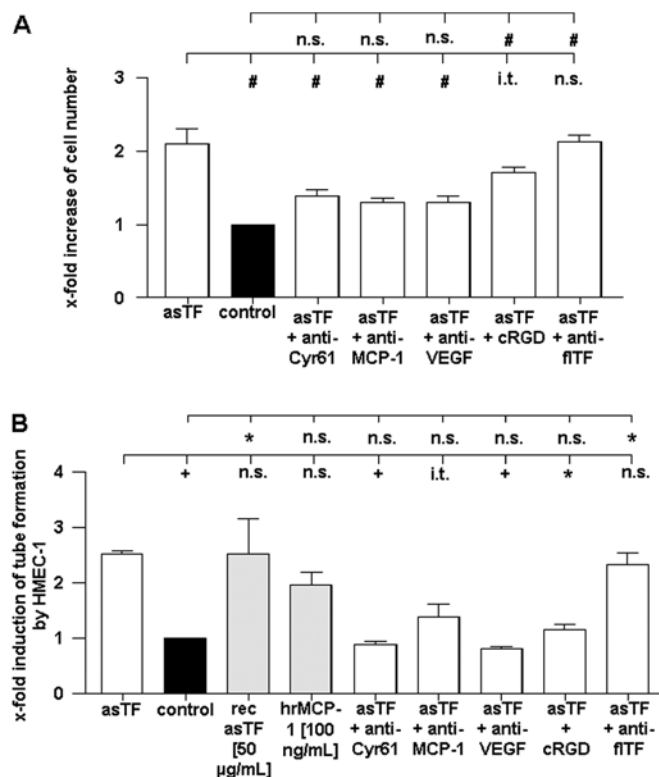 A
n.s. n.s. n.s. # #
# # # # i.t. n.s.
x-fold increase of cell number
3
2
1
0
asTF control asTF asTF asTF asTF asTF
+ anti- + anti- + anti- + cRGD + anti-
Cyr61 MCP-1 VEGF flTF
B
* n.s. n.s. n.s. n.s. n.s. *
+ n.s. n.s. + i.t. + * n.s.
x-fold induction of tube formation
by HMEC-1
4
3
2
1
0
asTF control rec hrMCP- asTF asTF asTF asTF asTF
asTF 1 [100 + anti- + anti- + anti- + + anti-
[50 ng/mL] Cyr61 MCP-1 VEGF cRGD flTF
µg/mL]